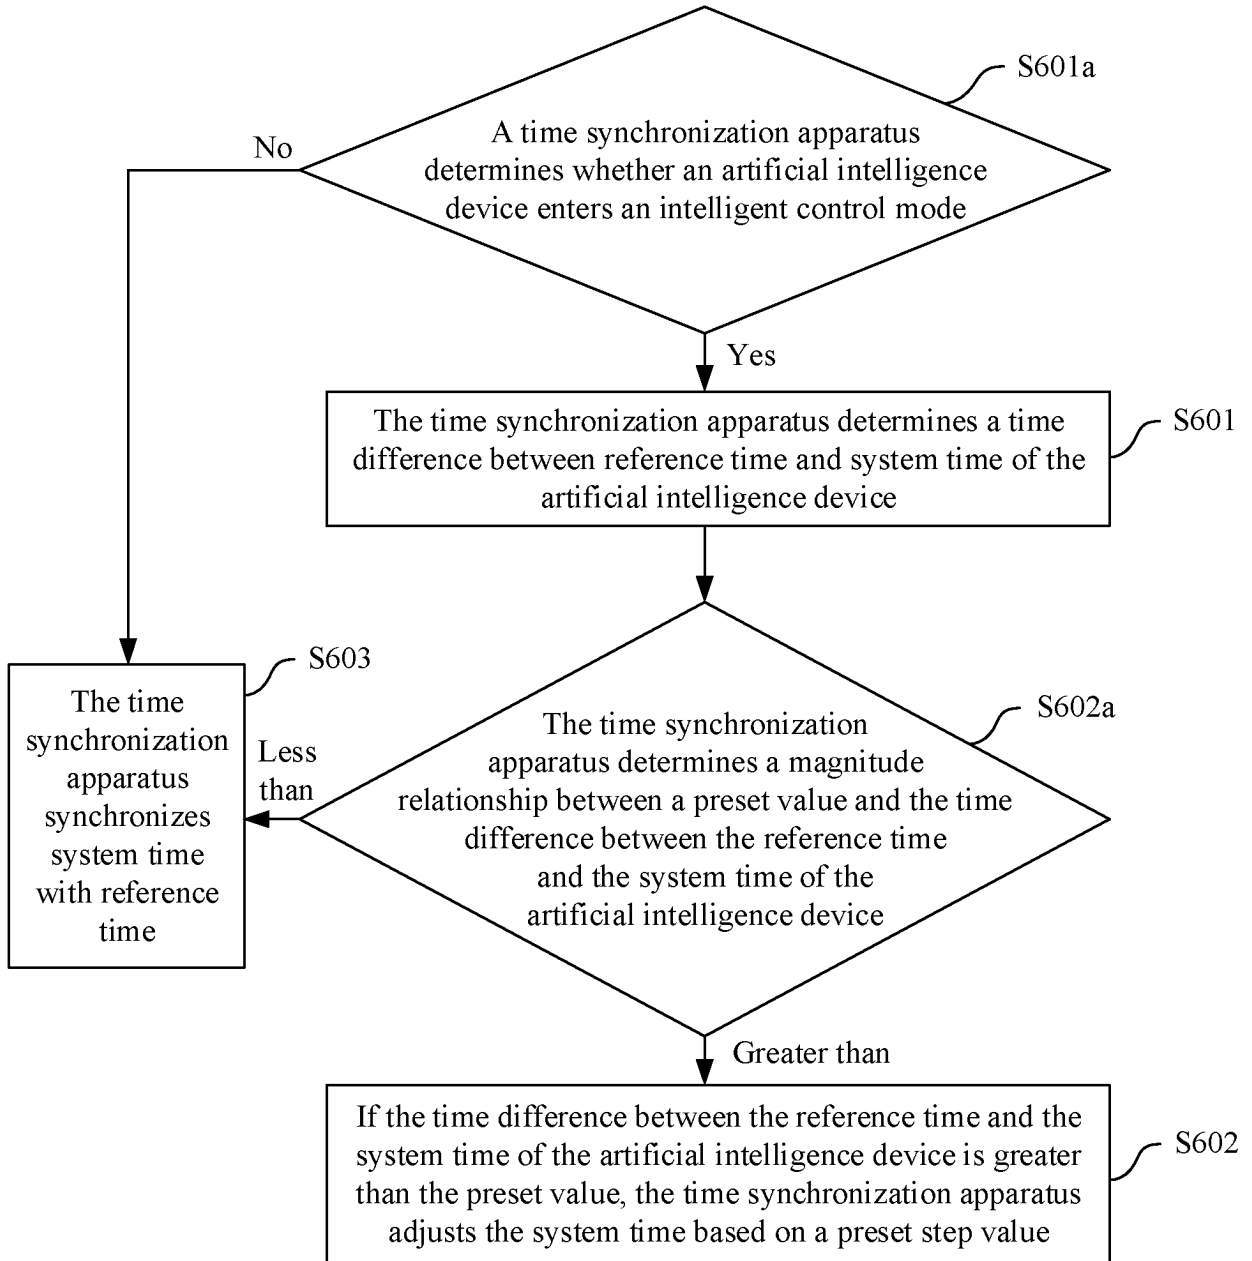 S601a
A time synchronization apparatus
determines whether an artificial intelligence
device enters an intelligent control mode
No
Yes
The time synchronization apparatus determines a time
difference between reference time and system time of the
artificial intelligence device
S601
S603
The time
synchronization
apparatus
synchronizes
system time
with reference
time
Less
than
S602a
The time synchronization
apparatus determines a magnitude
relationship between a preset value and the time
difference between the reference time
and the system time of the
artificial intelligence device
Greater than
If the time difference between the reference time and the
system time of the artificial intelligence device is greater
than the preset value, the time synchronization apparatus
adjusts the system time based on a preset step value
S602